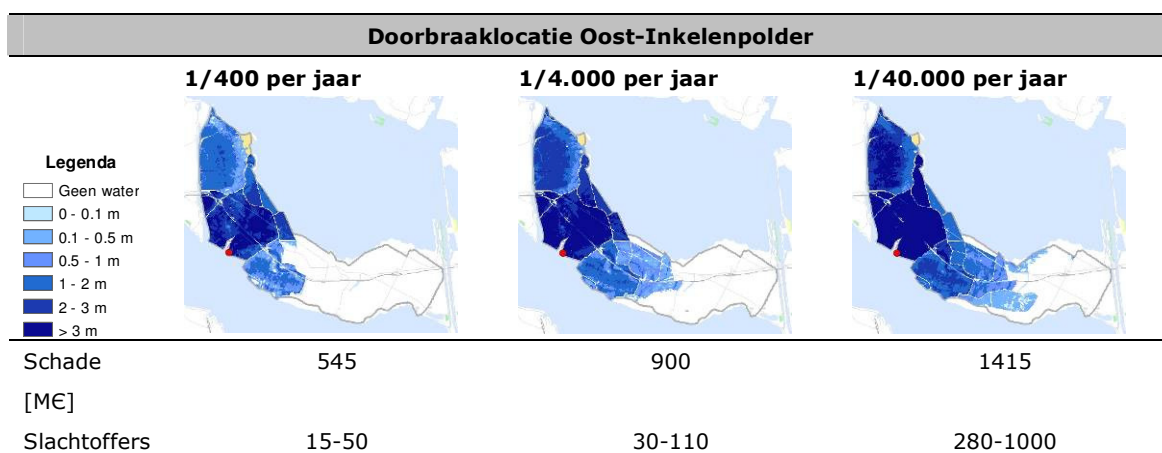 Doorbraaklocatie Oost-Inkelenpolder
1/400 per jaar 1/4.000 per jaar 1/40.000 per jaar
Legenda
Geen water
0 - 0.1 m
0.1 - 0.5 m
0.5 - 1 m
1 - 2 m
2 - 3 m
> 3 m
Schade 545 900 1415
[M€]
Slachtoffers 15-50 30-110 280-1000